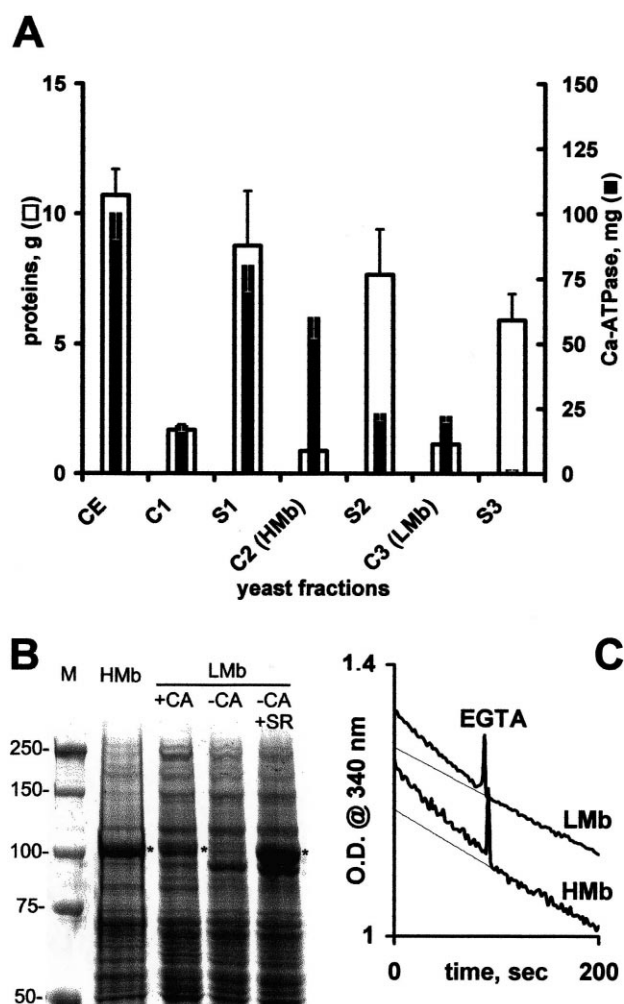 A
15
150
10
100
125
5
75
50
25
0
0
proteins, g (□)
Ca-ATPase, mg (■)
CE
C1
S1
C2 (HMb)
S2
C3 (LMb)
S3
yeast fractions
B
M
HMb
LMb
+CA
-CA
-CA
+SR
250-
150-
100-
75-
50-
*
*
*
C
1.4
EGTA
O.D. @ 340 nm
LMb
HMb
1
0
time, sec
200